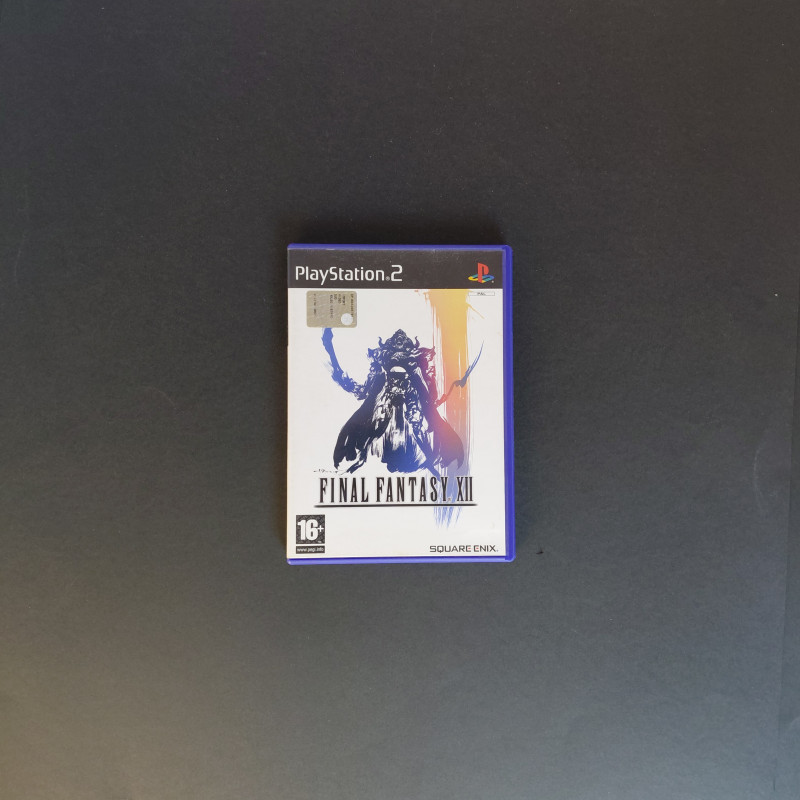 PlayStation®2
FINAL FANTASY® XII
16+
www.pegi.info
SQUARE ENIX®